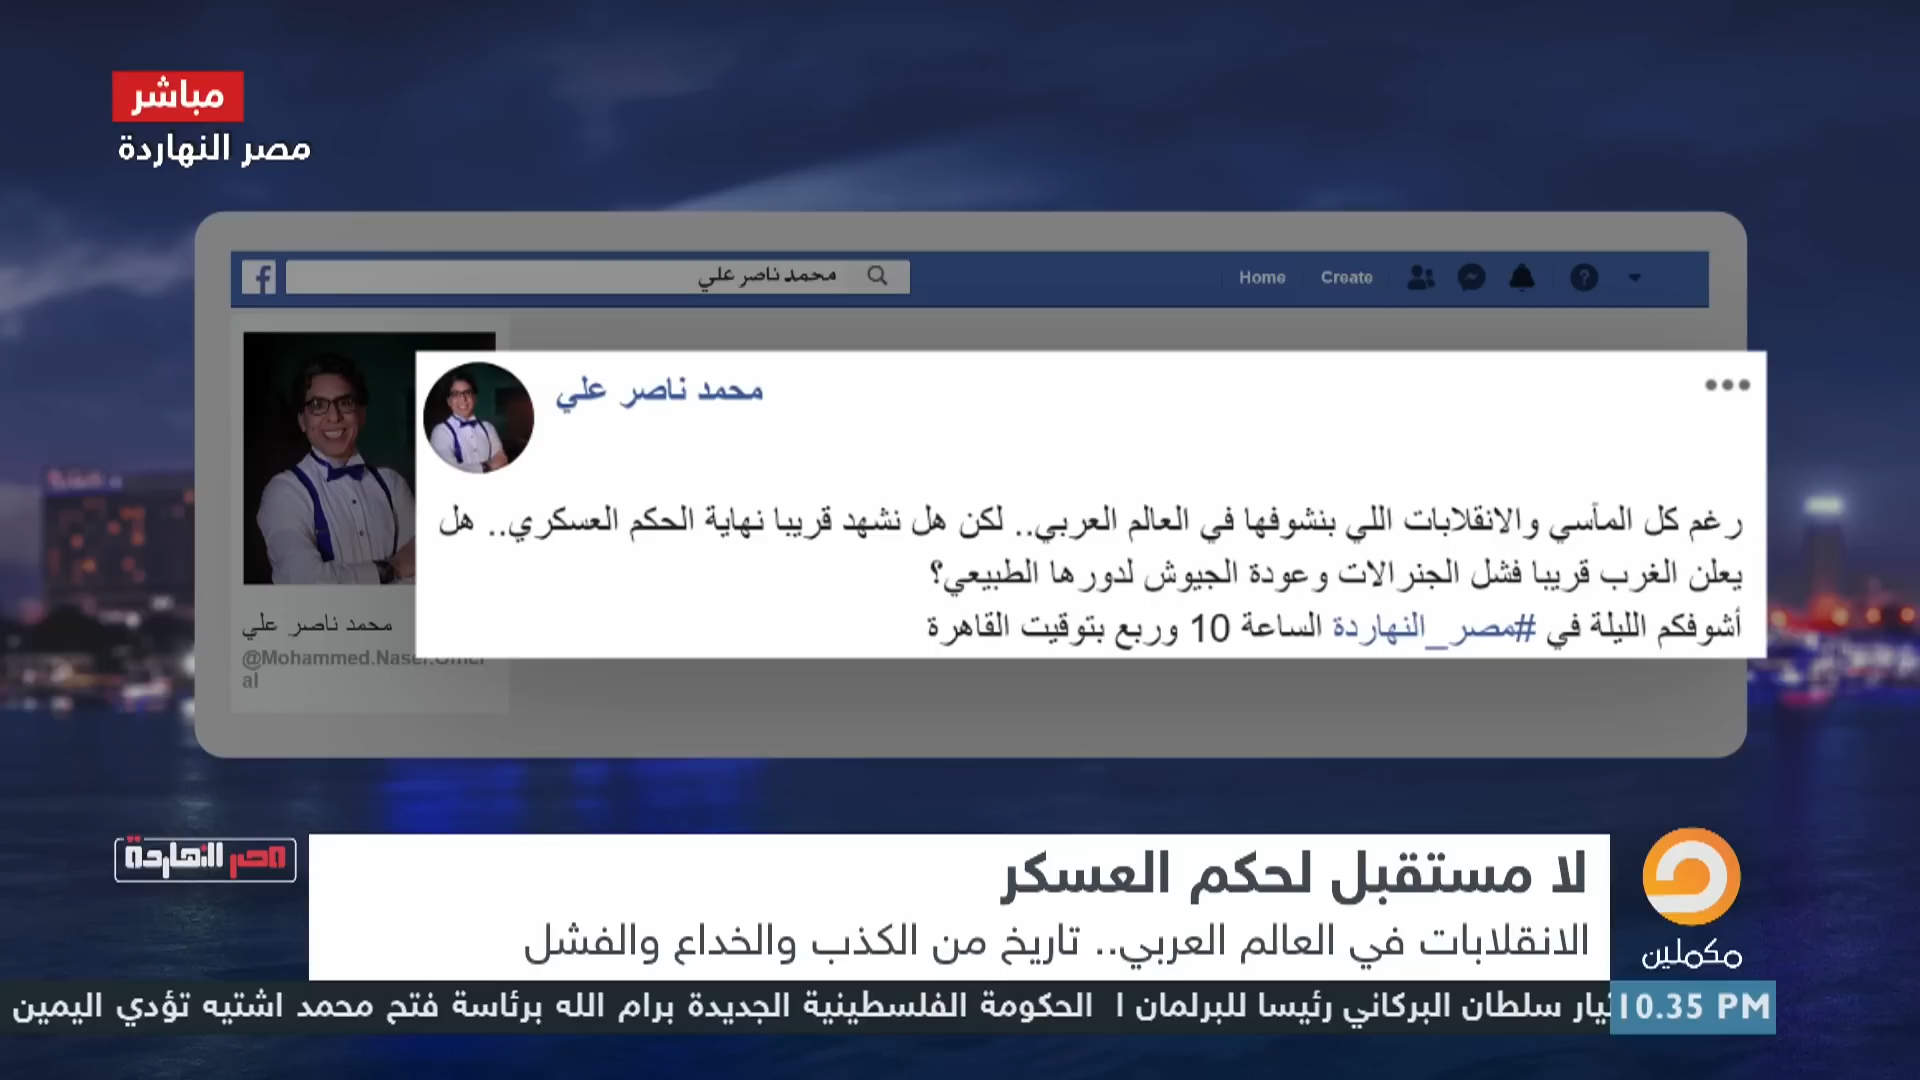 مباشر
مصر النهاردة
محمد ناصر علي
Home
Create
محمد ناصر علي
رغم كل المآسي والانقلابات اللي بنشوفها في العالم العربي.. لكن هل نشهد قريبا نهاية الحكم العسكري.. هل
يعلن الغرب قريبا فشل الجنرالات وعودة الجيوش لدورها الطبيعي؟
أشوفكم الليلة في #مصر_النهاردة الساعة 10 وربع بتوقيت القاهرة
محمد ناصر علي
@Mohammed.Naser.Offici
al
مصر النهاردة
لا مستقبل لحكم العسكر
الانقلابات في العالم العربي.. تاريخ من الكذب والخداع والفشل
مكملين
سلطان البركاني رئيسا للبرلمان ا الحكومة الفلسطينية الجديدة برام الله برئاسة فتح محمد اشتيه تؤدي اليمين
10.35 PM